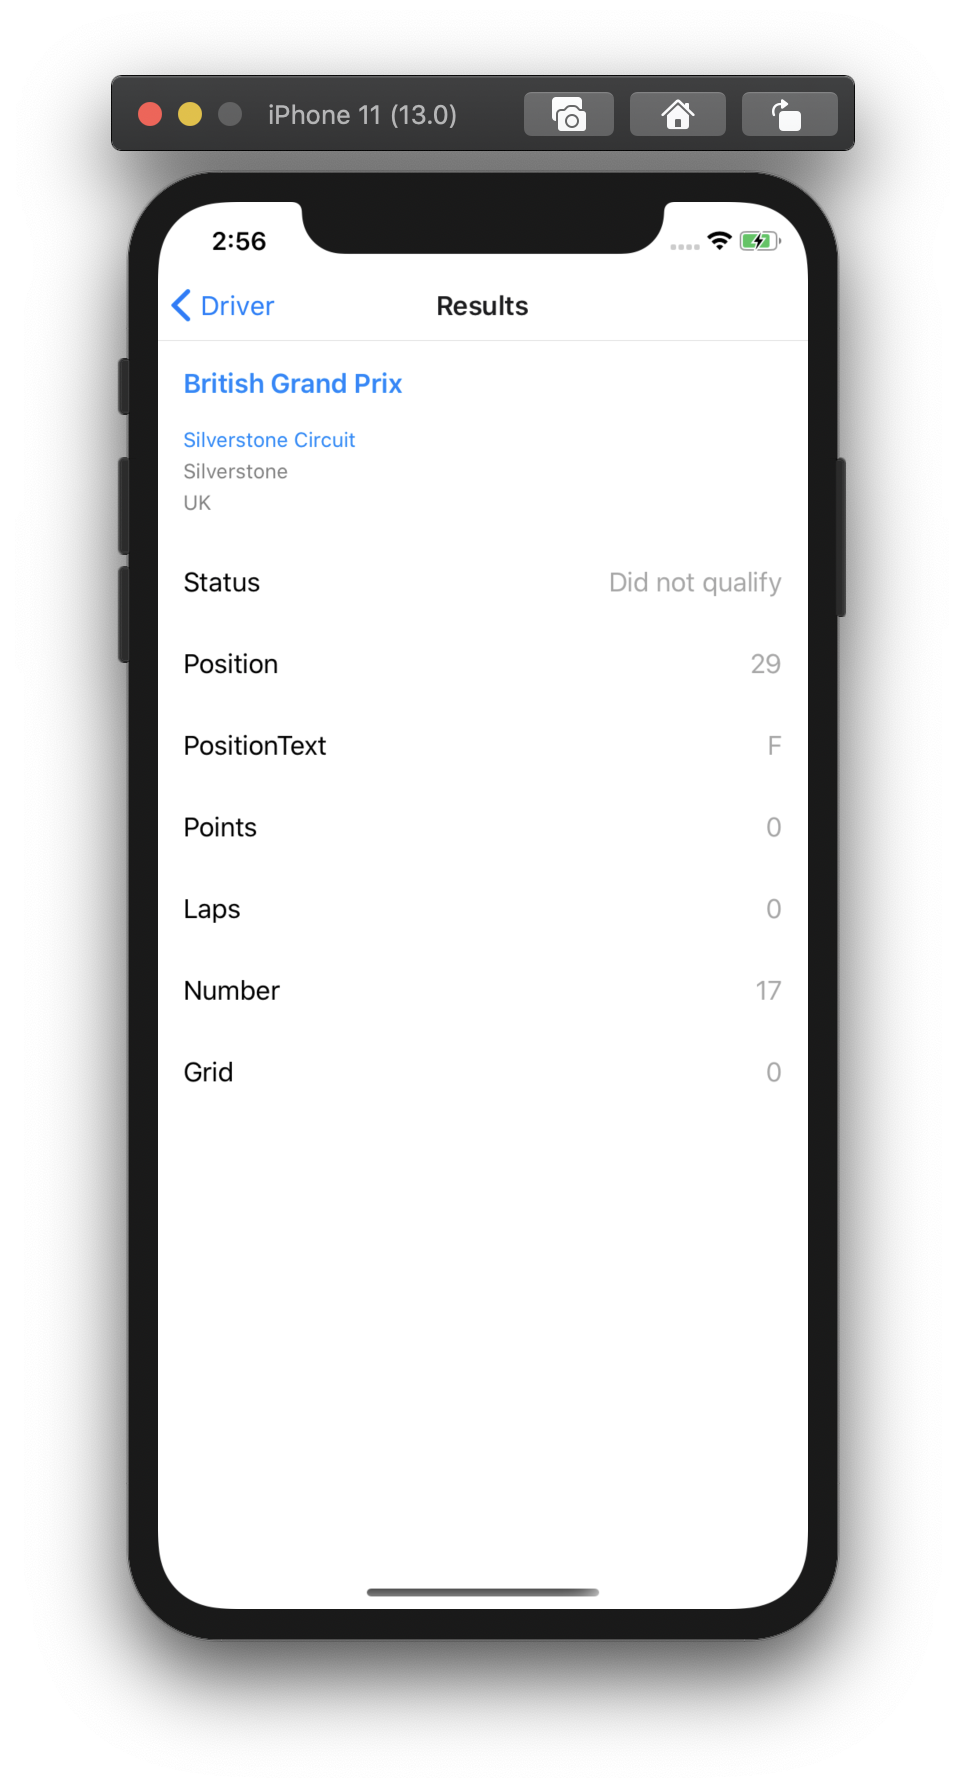 iPhone 11 (13.0)
2:56
Driver
Results
British Grand Prix
Silverstone Circuit
Silverstone
UK
Status Did not qualify
Position 29
PositionText F
Points 0
Laps 0
Number 17
Grid 0